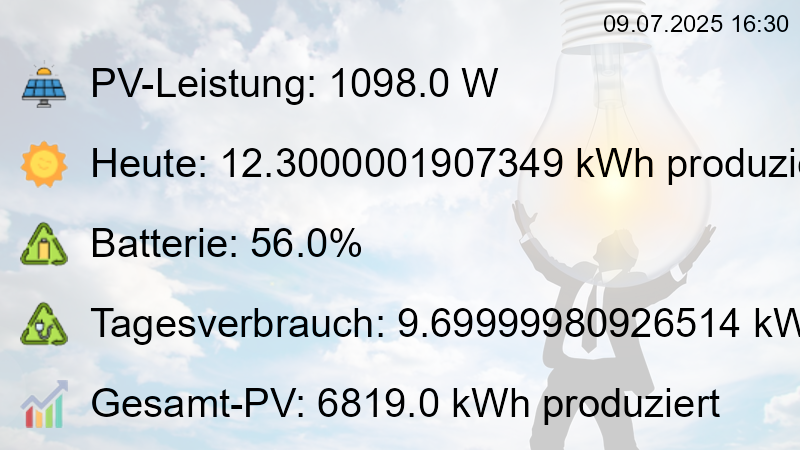 09.07.2025 16:30
PV-Leistung: 1098.0 W
Heute: 12.3000001907349 kWh produzi
Batterie: 56.0%
Tagesverbrauch: 9.69999980926514 kW
Gesamt-PV: 6819.0 kWh produziert